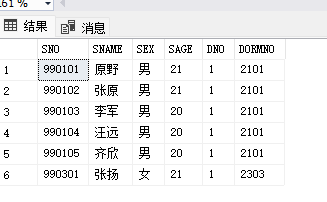 161 %
结果 消息
SNO SNAME SEX SAGE DNO DORMNO
1 990101 原野 男 21 1 2101
2 990102 张原 男 21 1 2101
3 990103 李军 男 20 1 2101
4 990104 汪远 男 20 1 2101
5 990105 齐欣 男 20 1 2101
6 990301 张扬 女 21 1 2303